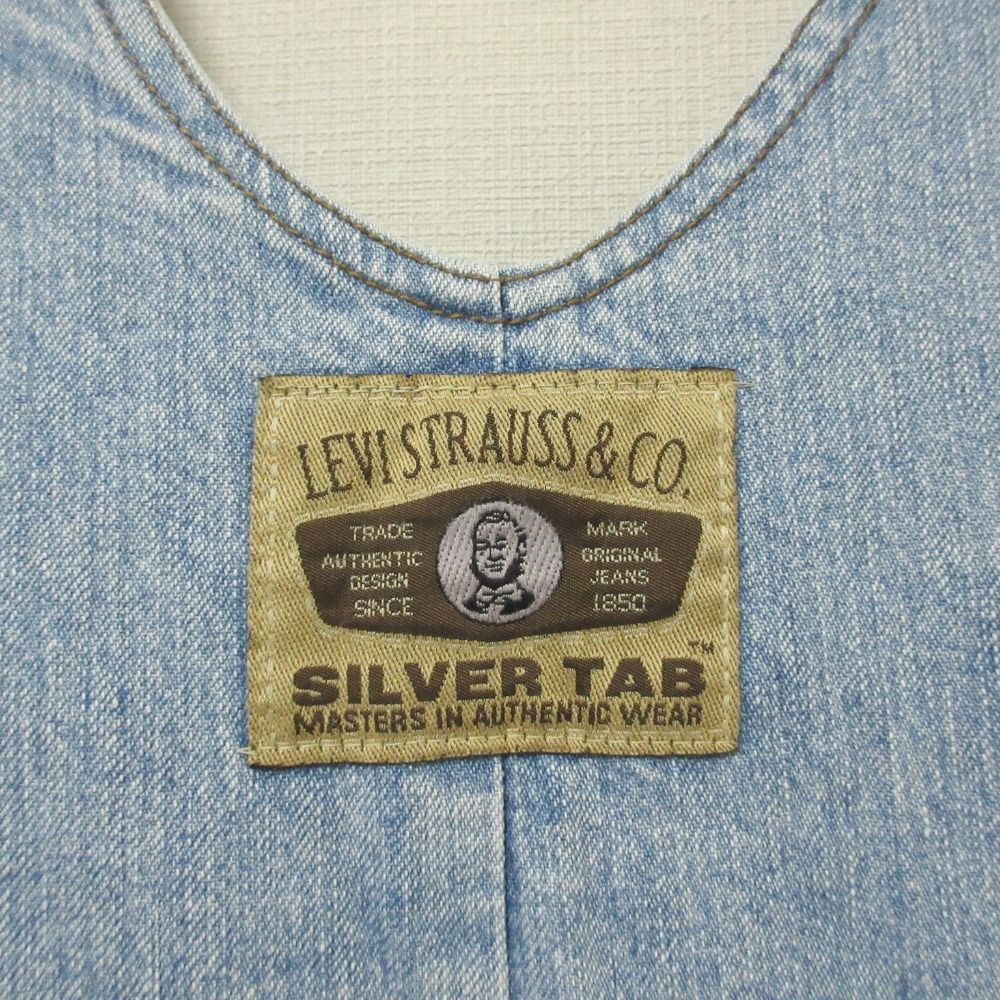 LEVI STRAUSS & CO.
TRADE MARK
AUTHENTIC ORIGINAL
DESIGN JEANS
SINCE 1850
SILVER TAB™
MASTERS IN AUTHENTIC WEAR